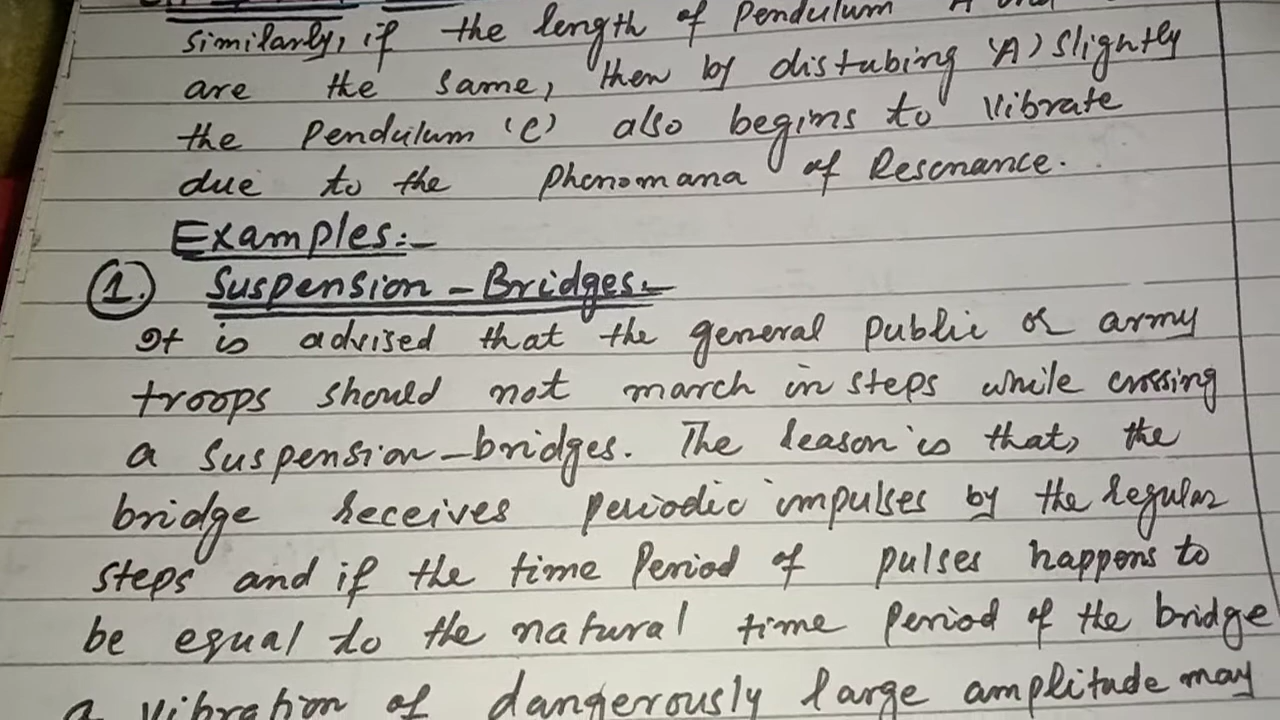 Similarly, if the length of Pendulum
are the same, then by distubing 'A' Slightly
the Pendulum 'C' also begins to Vibrate
due to the Phenomana of Resonance.
Examples:-
1. Suspension - Bridges:-
It is advised that the general Public or army
troops should not march in steps while crossing
a Suspension-bridges. The reason is that, the
bridge receives periodic impulses by the regular
steps and if the time Period of pulses happens to
be equal to the natural time Period of the bridge
a vibration of dangerously large amplitude may